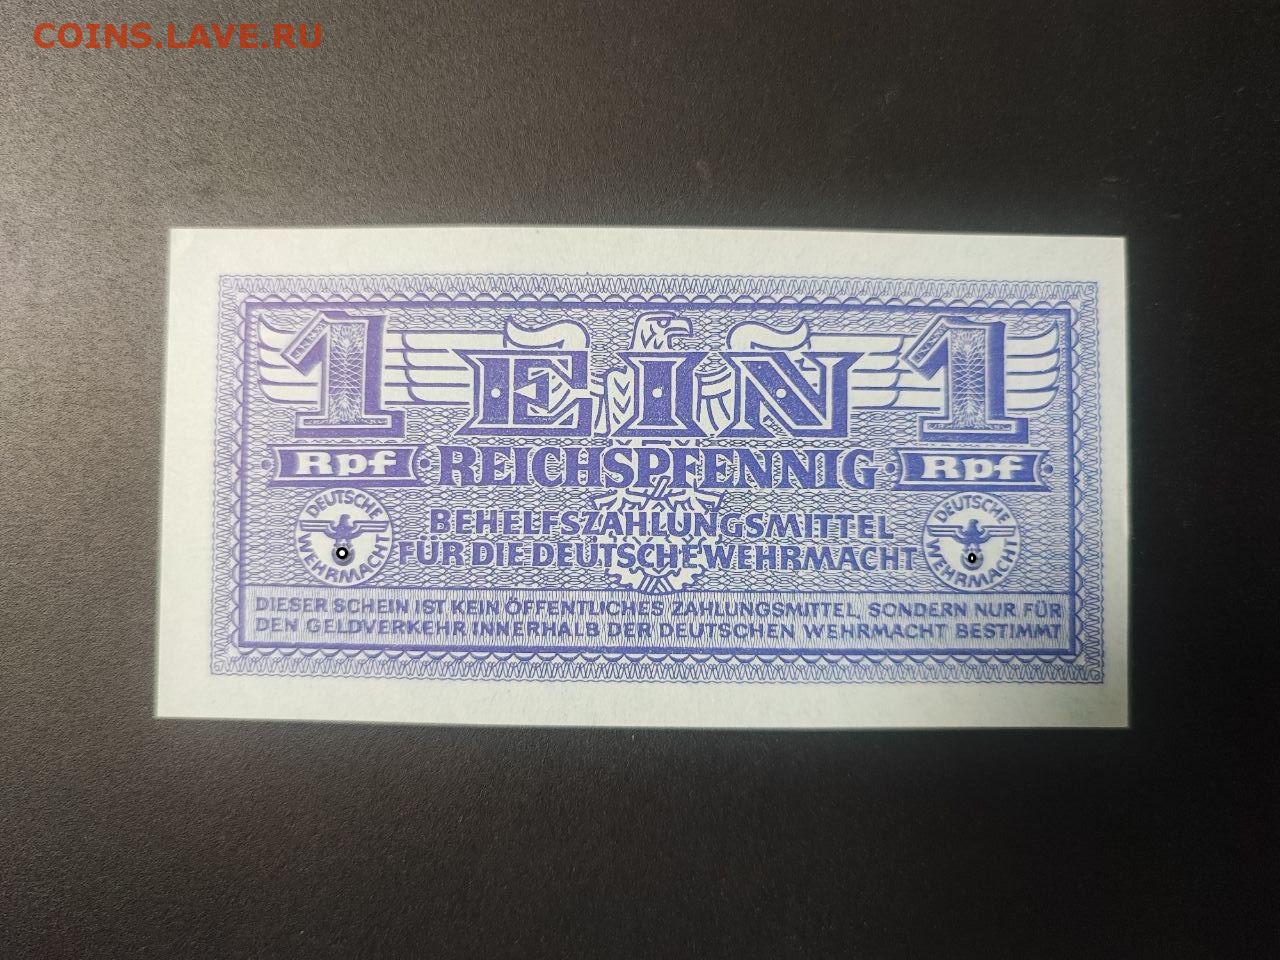 COINS.LAVE.RU
1 EIN 1
Rpf REICHSPFENNIG Rpf
BEHELFSZAHLUNGSMITTEL
FÜR DIE DEUTSCHE WEHRMACHT
DEUTSCHE WEHRMACHT
DEUTSCHE WEHRMACHT
DIESER SCHEIN IST KEIN ÖFFENTLICHES ZAHLUNGSMITTEL, SONDERN NUR FÜR
DEN GELDVERKEHR INNERHALB DER DEUTSCHEN WEHRMACHT BESTIMMT